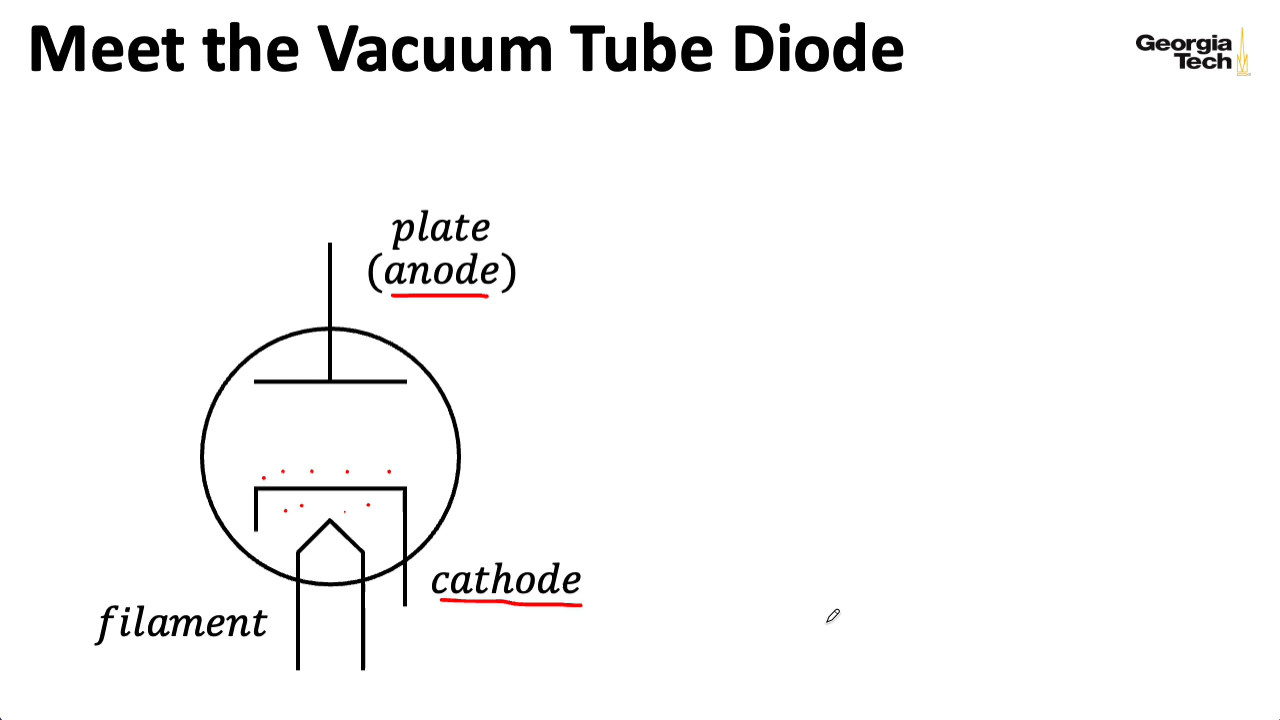 Meet the Vacuum Tube Diode
Georgia
Tech
plate
(anode)
cathode
filament